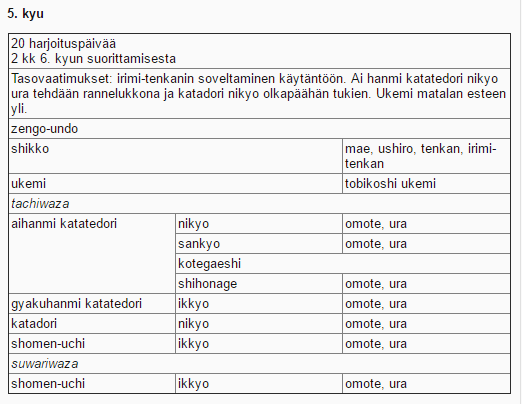 5. kyu
20 harjoituspäivää
2 kk 6. kyun suorittamisesta
Tasovaatimukset: irimi-tenkanin soveltaminen käytäntöön. Ai hanmi katatedori nikyo
ura tehdään rannelukkona ja katadori nikyo olkapäähän tukien. Ukemi matalan esteen
yli.
zengo-undo
shikko mae, ushiro, tenkan, irimi-
tenkan
ukemi tobikoshi ukemi
tachiwaza
aihanmi katatedori nikyo omote, ura
sankyo omote, ura
kotegaeshi
shihonage omote, ura
gyakuhanmi katatedori ikkyo omote, ura
katadori nikyo omote, ura
shomen-uchi ikkyo omote, ura
suwariwaza
shomen-uchi ikkyo omote, ura